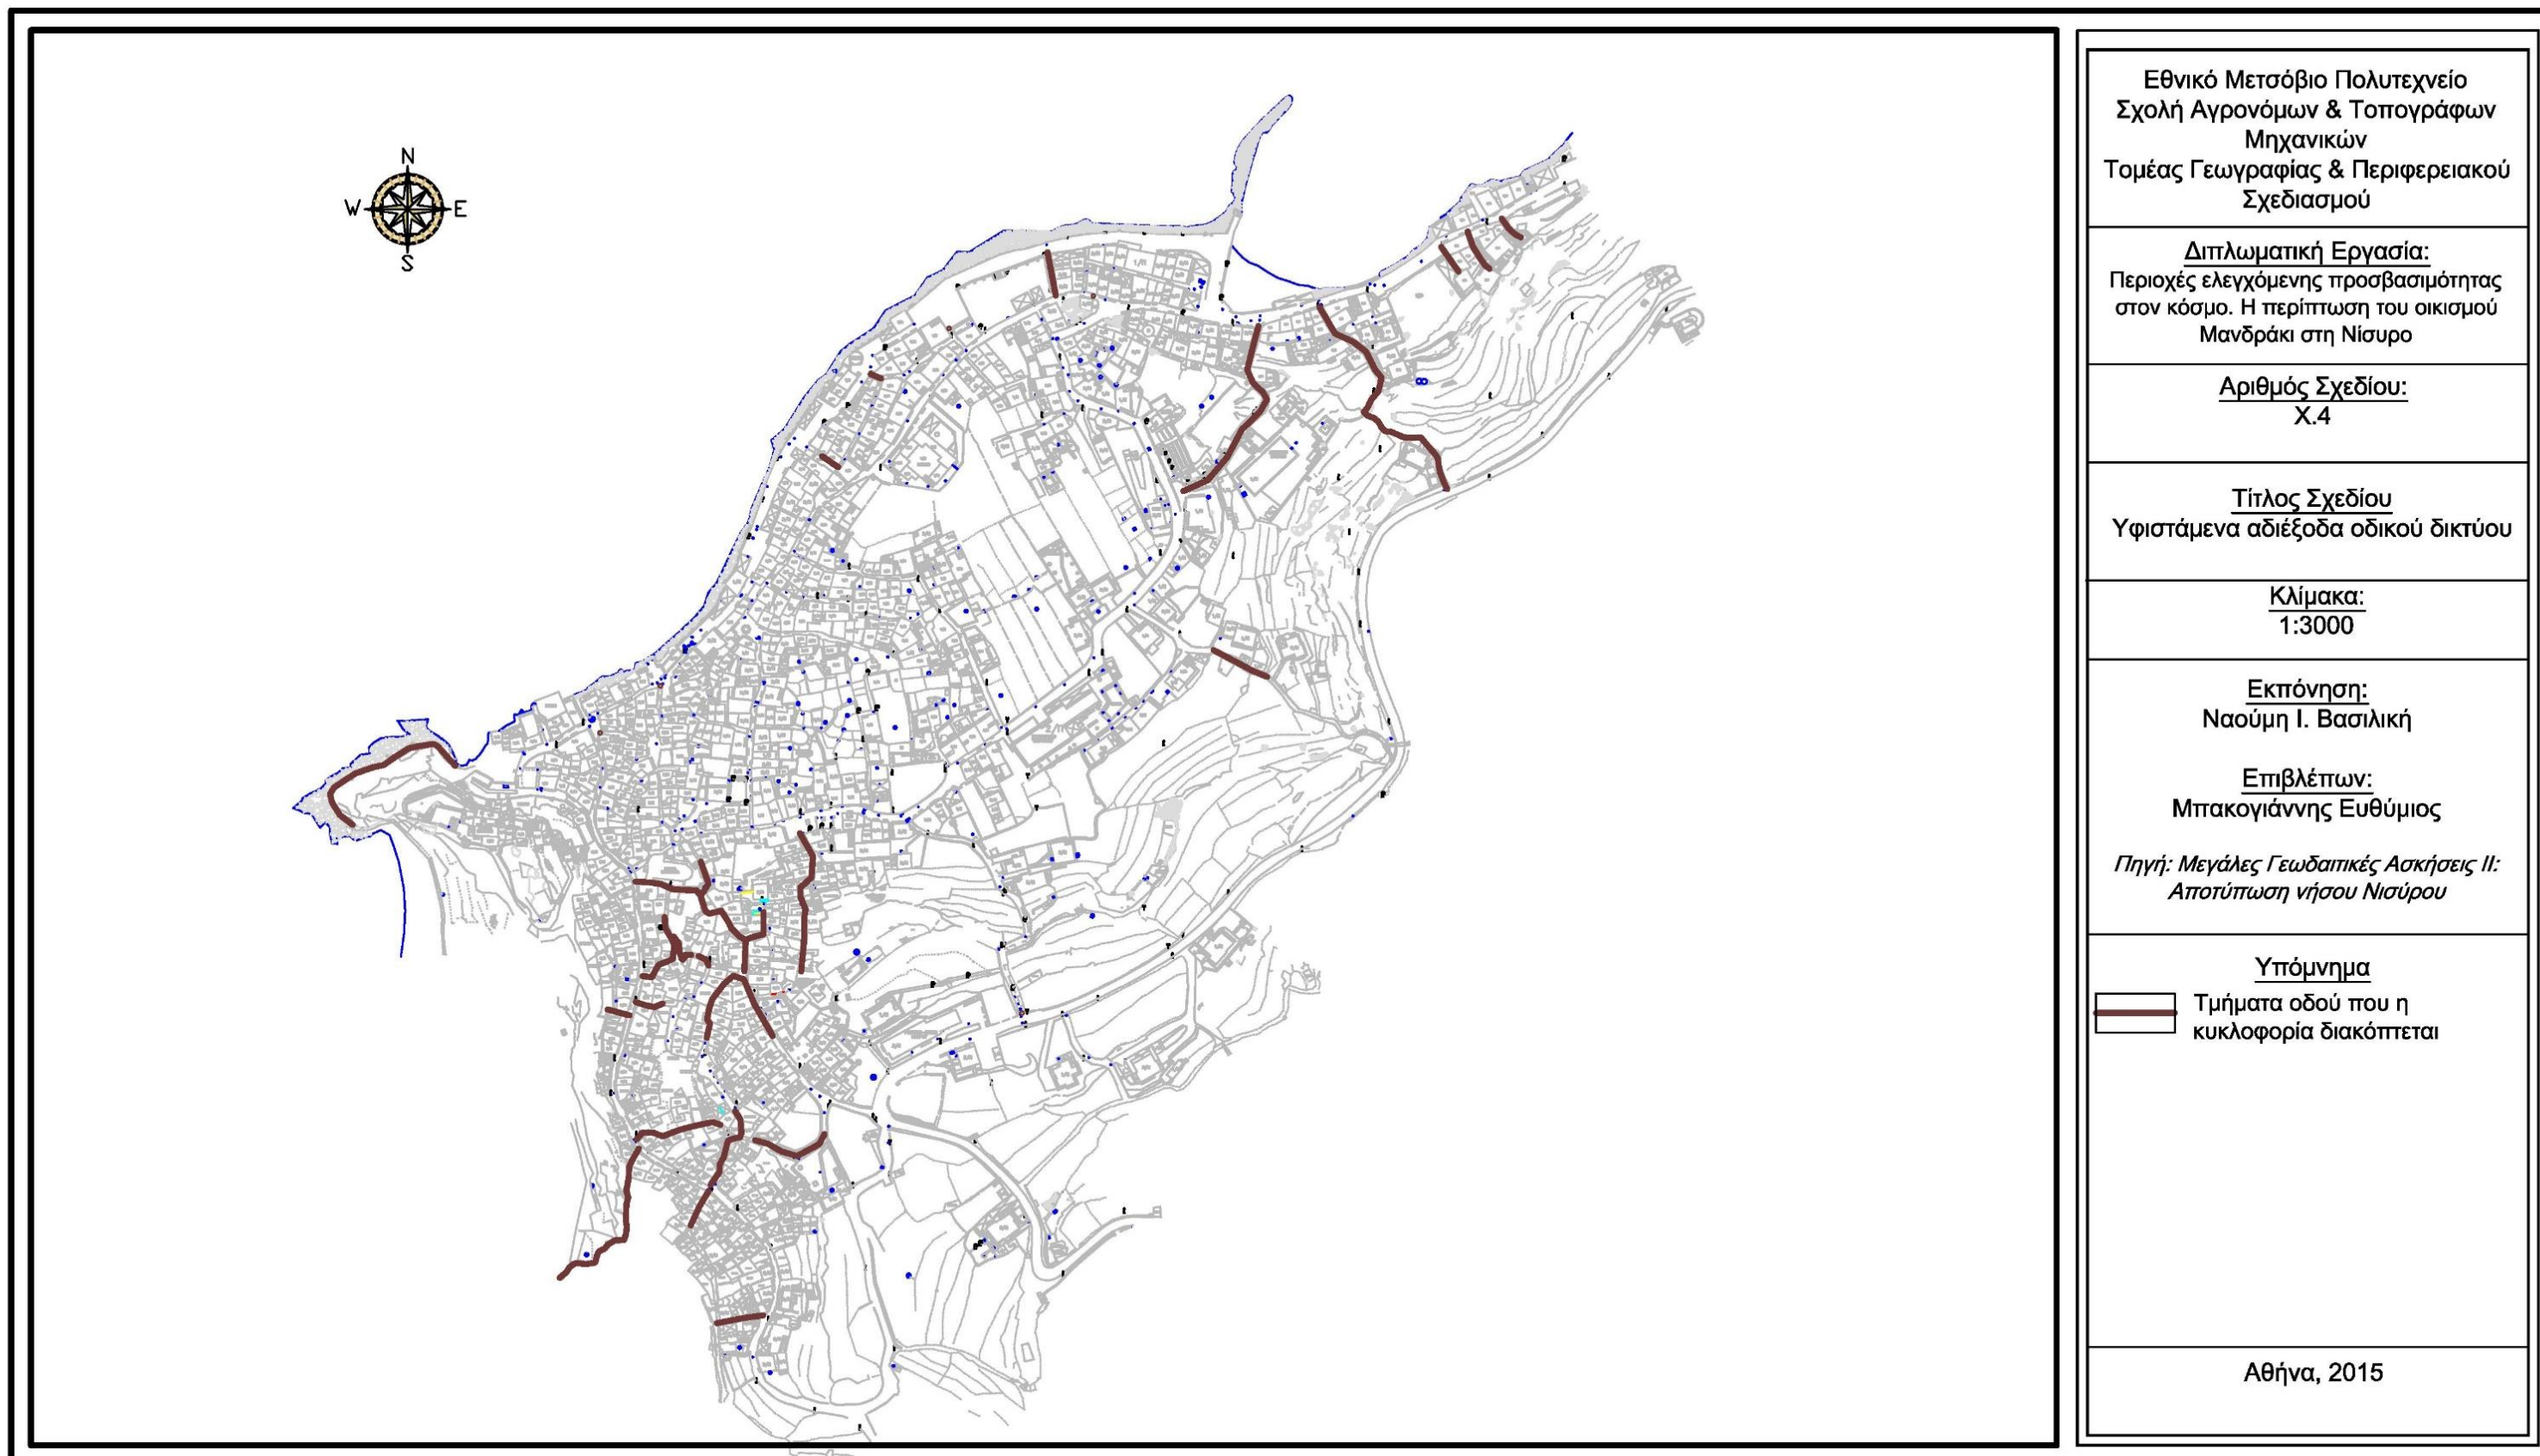 N
W E
S
Εθνικό Μετσόβιο Πολυτεχνείο
Σχολή Αγρονόμων & Τοπογράφων
Μηχανικών
Τομέας Γεωγραφίας & Περιφερειακού
Σχεδιασμού
Διπλωματική Εργασία:
Περιοχές ελεγχόμενης προσβασιμότητας
στον κόσμο. Η περίπτωση του οικισμού
Μανδράκι στη Νίσυρο
Αριθμός Σχεδίου:
Χ.4
Τίτλος Σχεδίου
Υφιστάμενα αδιέξοδα οδικού δικτύου
Κλίμακα:
1:3000
Εκπόνηση:
Ναούμη Ι. Βασιλική
Επιβλέπων:
Μπακογιάννης Ευθύμιος
Πηγή: Μεγάλες Γεωδαιτικές Ασκήσεις ΙΙ:
Αποτύπωση νήσου Νισύρου
Υπόμνημα
Τμήματα οδού που η
κυκλοφορία διακόπτεται
Αθήνα, 2015